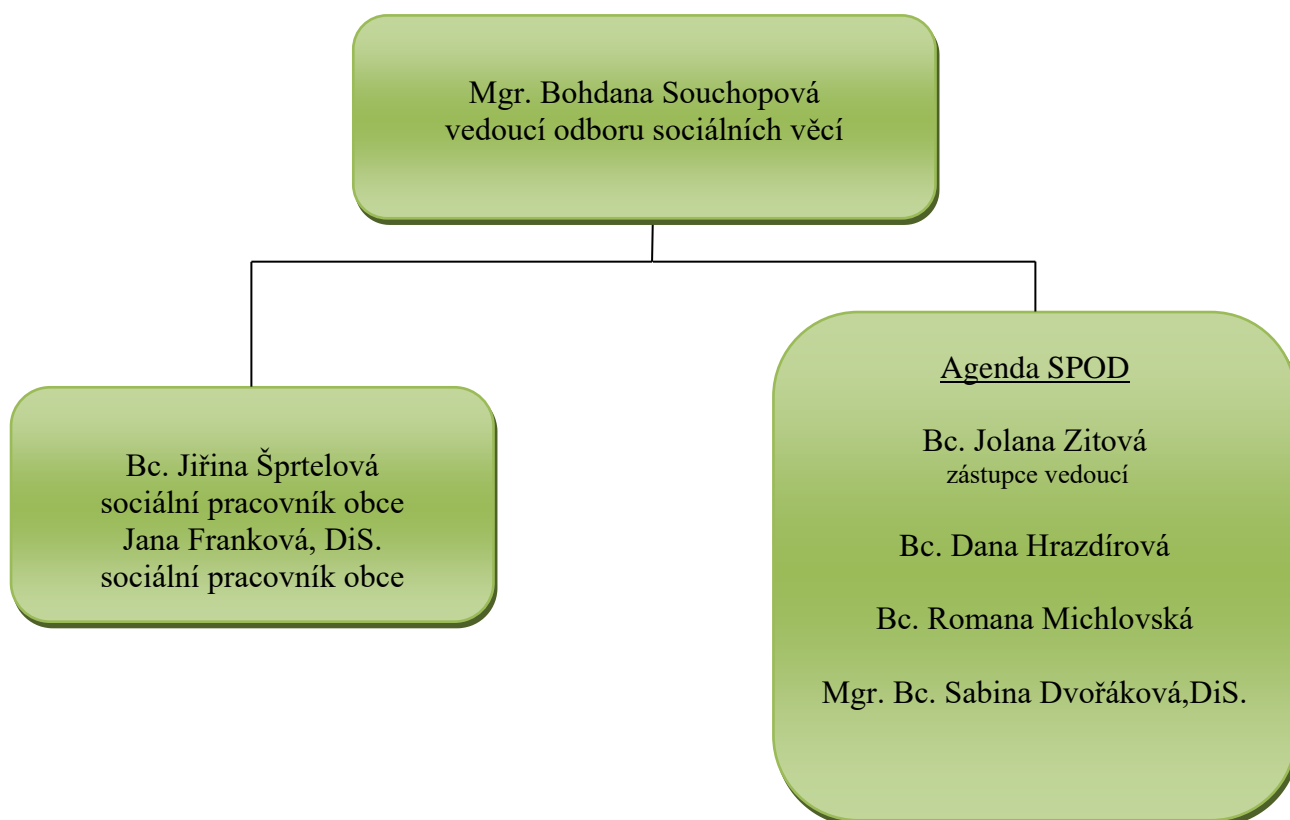 Mgr. Bohdana Souchopová
vedoucí odboru sociálních věcí
Bc. Jiřina Šprtelová
sociální pracovník obce
Jana Franková, DiS.
sociální pracovník obce
Agenda SPOD
Bc. Jolana Zitová
zástupce vedoucí
Bc. Dana Hrazdírová
Bc. Romana Michlovská
Mgr. Bc. Sabina Dvořáková,DiS.